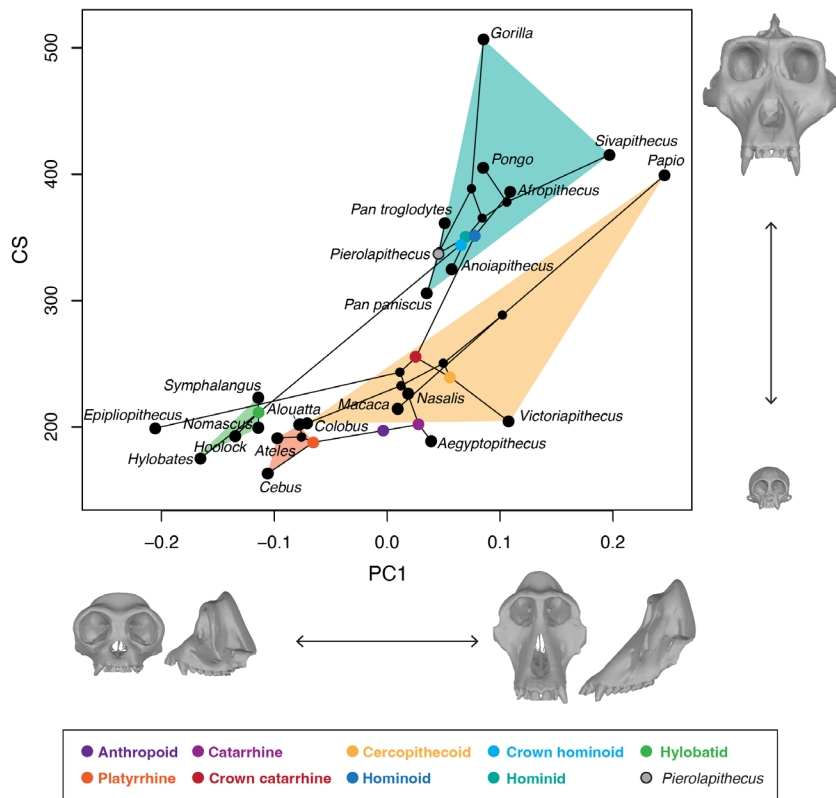 Gorilla
500
Sivapithecus
Papio
Pongo
400
Afropithecus
Pan troglodytes
CS
Pierolapithecus
Anoiapithecus
300
Pan paniscus
Symphalangus
Epipliopithecus
Alouatta
Macaca
Nasalis
Nomascus
Victoriapithecus
200
Colobus
Hoolock
Ateles
Aegyptopithecus
Hylobates
Cebus
−0.2 −0.1 0.0 0.1 0.2
PC1
Anthropoid Catarrhine Cercopithecoid Crown hominoid Hylobatid
Platyrrhine Crown catarrhine Hominoid Hominid Pierolapithecus